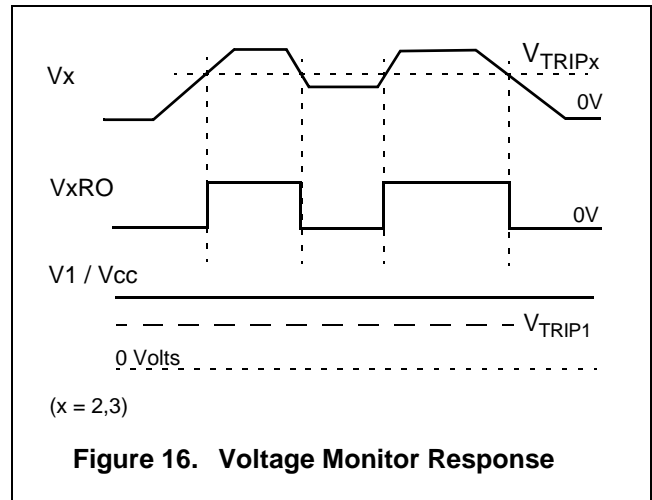 Vx
VTRIPx
0V
VxRO
0V
V1 / Vcc
VTRIP1
0 Volts
(x = 2,3)
Figure 16. Voltage Monitor Response